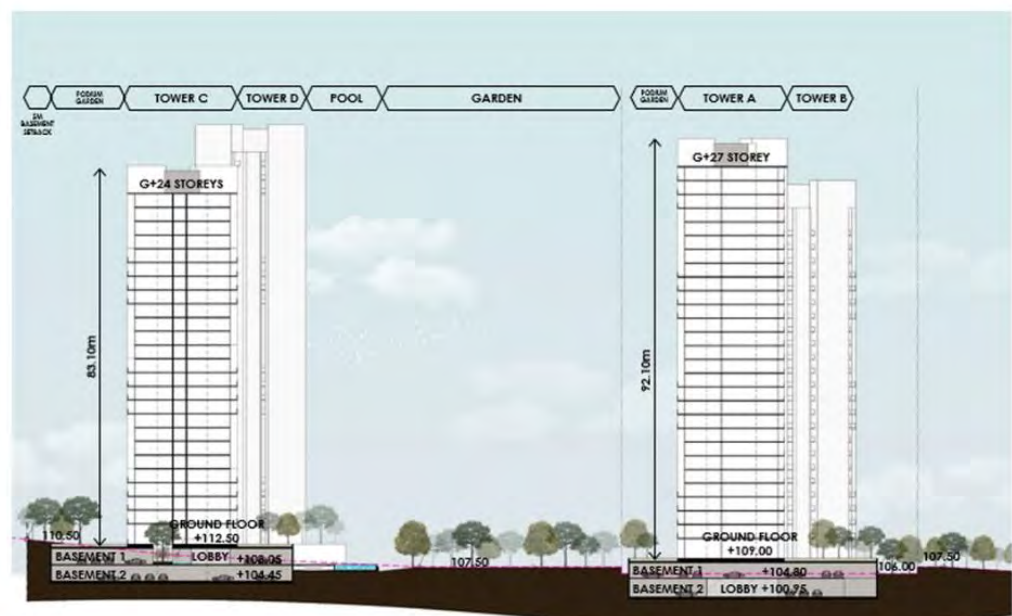 PODIUM
GARDEN
TOWER C
TOWER D
POOL
GARDEN
PODIUM
GARDEN
TOWER A
TOWER B
5M
BASEMENT
SETBACK
G+24 STOREYS
G+27 STOREY
83.10m
92.10m
110.50
GROUND FLOOR
+112.50
BASEMENT 1 LOBBY +108.05
BASEMENT 2 +104.45
107.50
GROUND FLOOR
+109.00
BASEMENT 1 +104.80
BASEMENT 2 LOBBY +100.95
106.00
107.50